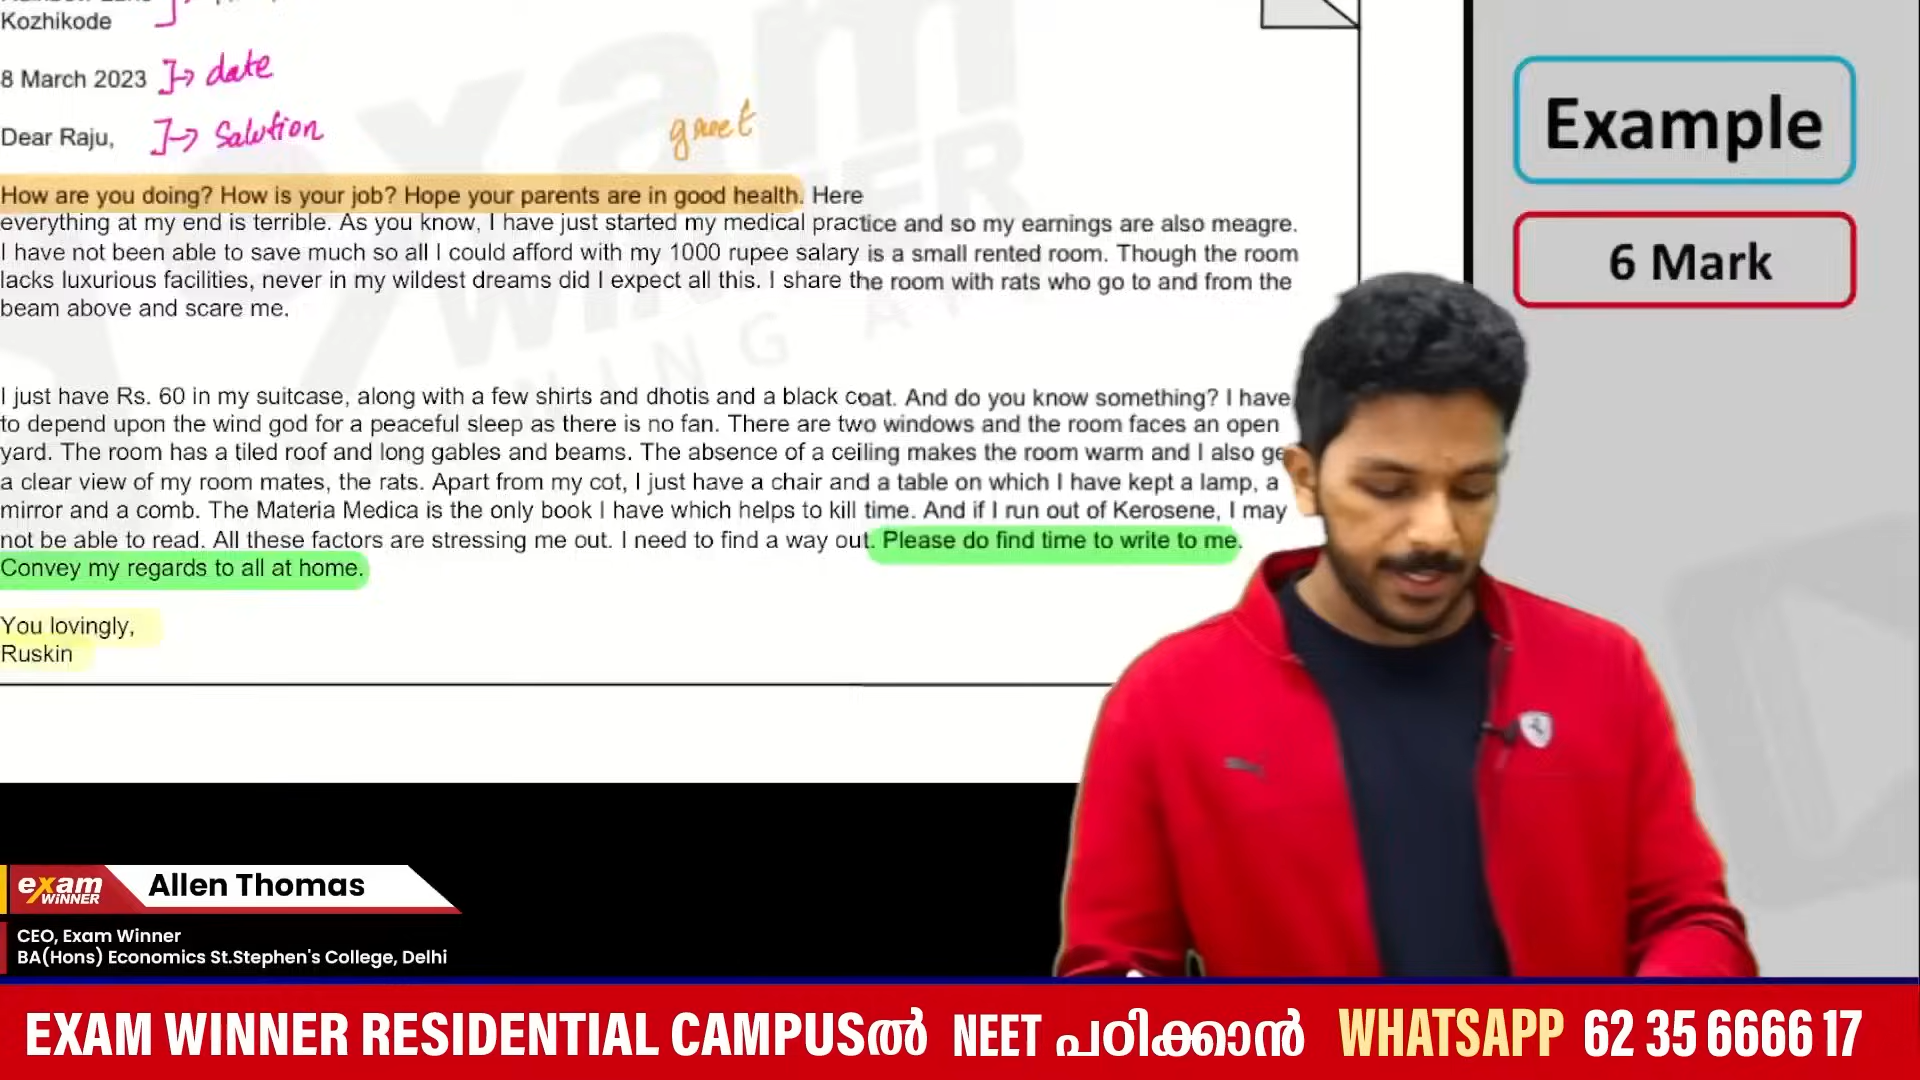 Kozhikode
8 March 2023 date
Dear Raju, Salution
greet
How are you doing? How is your job? Hope your parents are in good health. Here
everything at my end is terrible. As you know, I have just started my medical practice and so my earnings are also meagre.
I have not been able to save much so all I could afford with my 1000 rupee salary is a small rented room. Though the room
lacks luxurious facilities, never in my wildest dreams did I expect all this. I share the room with rats who go to and from the
beam above and scare me.
I just have Rs. 60 in my suitcase, along with a few shirts and dhotis and a black coat. And do you know something? I have
to depend upon the wind god for a peaceful sleep as there is no fan. There are two windows and the room faces an open
yard. The room has a tiled roof and long gables and beams. The absence of a ceiling makes the room warm and I also ge
a clear view of my room mates, the rats. Apart from my cot, I just have a chair and a table on which I have kept a lamp, a
mirror and a comb. The Materia Medica is the only book I have which helps to kill time. And if I run out of Kerosene, I may
not be able to read. All these factors are stressing me out. I need to find a way out. Please do find time to write to me.
Convey my regards to all at home.
You lovingly,
Ruskin
Example
6 Mark
exam WINNER
Allen Thomas
CEO, Exam Winner
BA(Hons) Economics St.Stephen's College, Delhi
EXAM WINNER RESIDENTIAL CAMPUSൽ NEET പഠിക്കാൻ WHATSAPP 62 35 6666 17